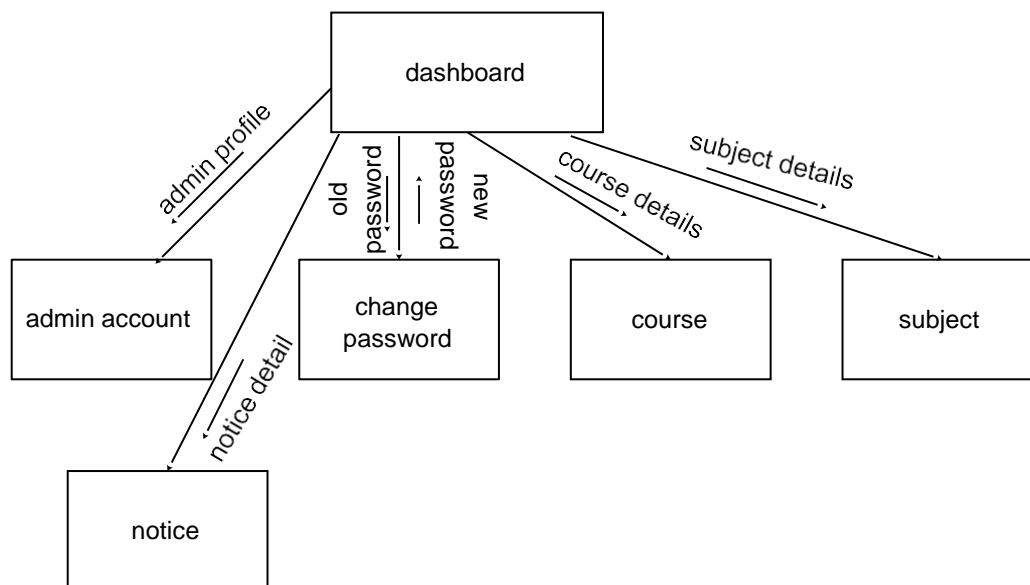 dashboard
admin profile
old
password
new
password
course details
subject details
admin account
change
password
course
subject
notice detail
notice